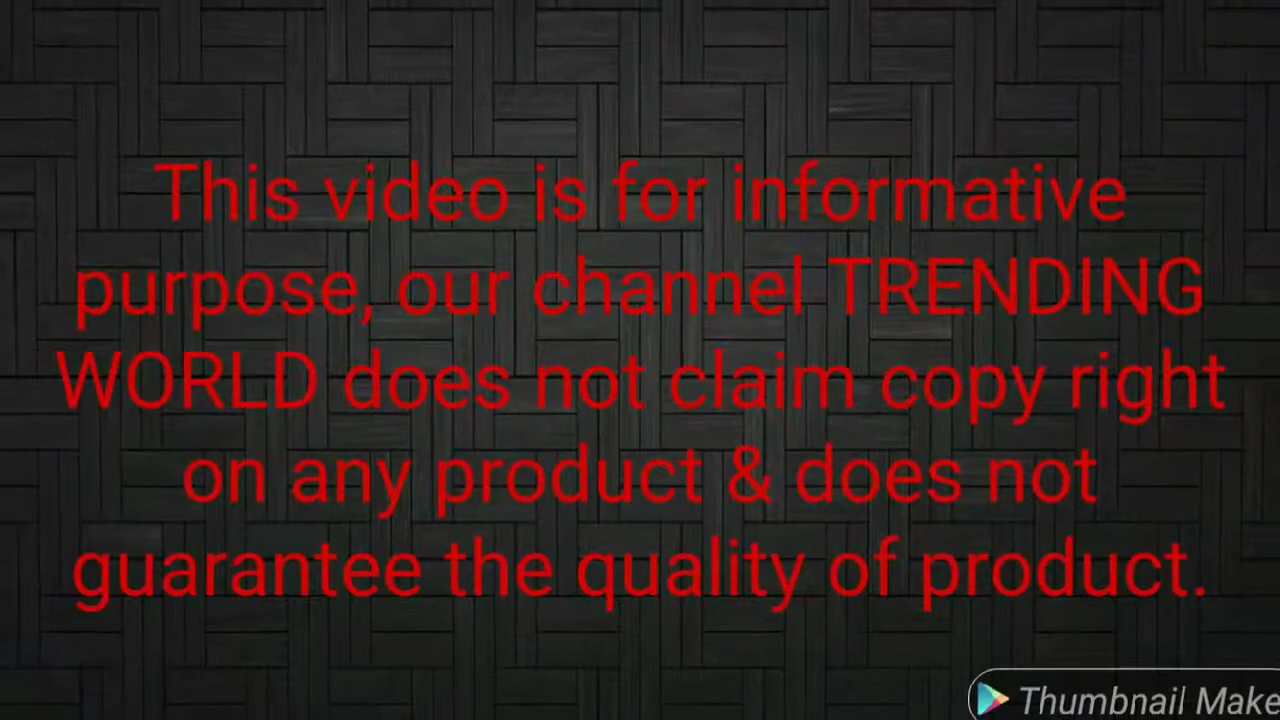 This video is for informative
purpose, our channel TRENDING
WORLD does not claim copy right
on any product & does not
guarantee the quality of product.
Thumbnail Make